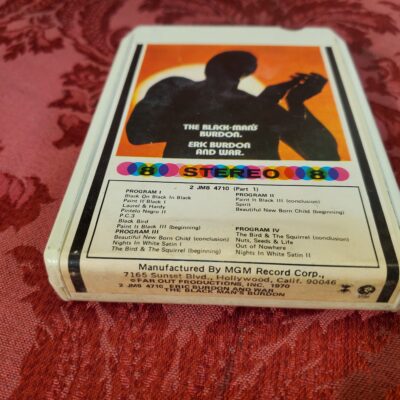 THE BLACK-MAN'S
BURDON.
ERIC BURDON
AND WAR.
8 STEREO 8
2 JM8 4710 (Part 1)
PROGRAM I
Black On Black In Black
Paint It Black 1
Laurel & Hardy
Pintelo Negro II
P.C.3
Black Bird
Paint It Black III (beginning)
PROGRAM II
Paint It Black III (conclusion)
Spirit
Beautiful New Born Child (beginning)
PROGRAM III
Beautiful New Born Child (conclusion)
Nights In White Satin I
The Bird & The Squirrel (beginning)
PROGRAM IV
The Bird & The Squirrel (conclusion)
Nuts, Seeds & Life
Out of Nowhere
Nights In White Satin II
Manufactured By MGM Record Corp.,
7165 Sunset Blvd., Hollywood, Calif. 90046
© FAR OUT PRODUCTIONS, INC. 1970
2 JM8 4710 ERIC BURDON AND WAR
THE BLACK MAN'S BURDON